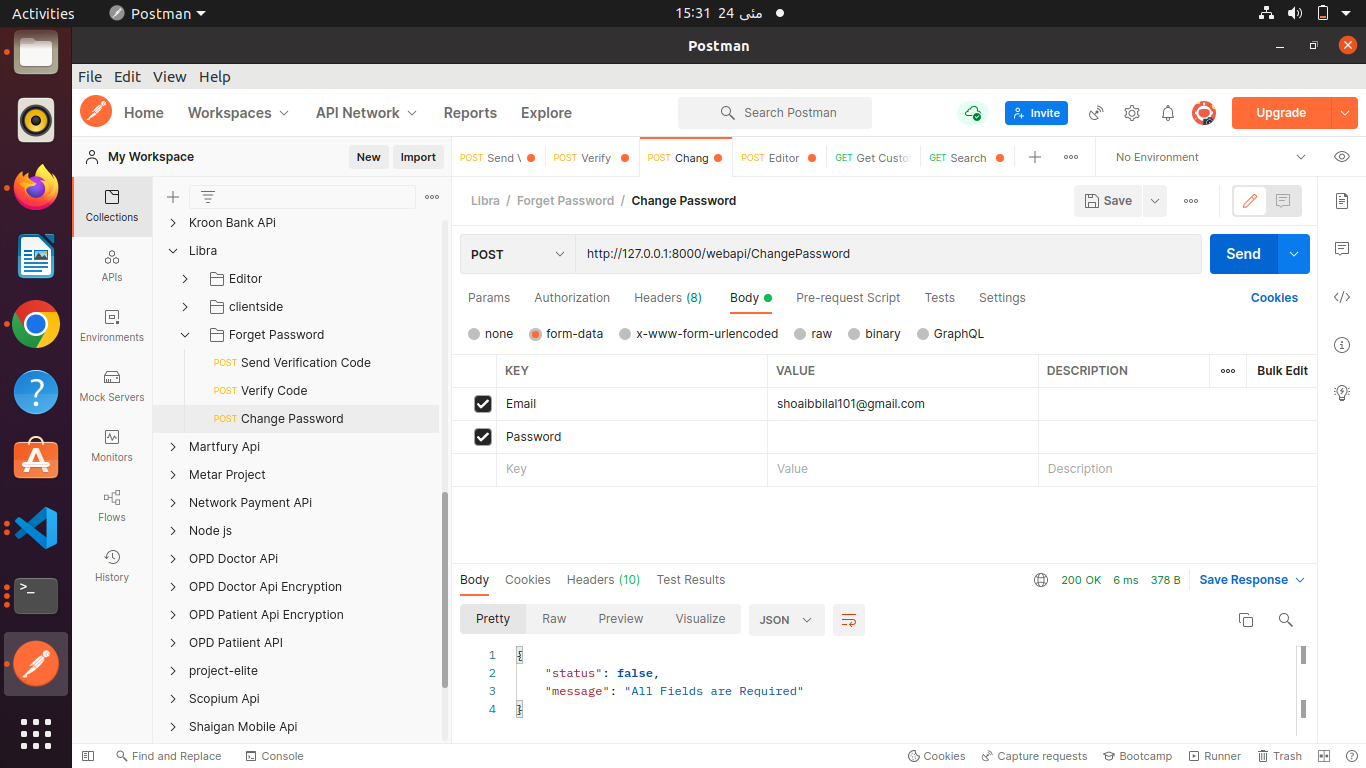 Activities Postman 15:31 24 مئی
Postman
File Edit View Help
Home Workspaces API Network Reports Explore Search Postman Invite Upgrade
My Workspace New Import
POST Send V POST Verify POST Chang POST Editor GET Get Custo GET Search No Environment
Collections
APIs
Environments
Mock Servers
Monitors
Flows
History
Kroon Bank APi
Libra
Editor
clientside
Forget Password
POST Send Verification Code
POST Verify Code
POST Change Password
Martfury Api
Metar Project
Network Payment APi
Node js
OPD Doctor APi
OPD Doctor Api Encryption
OPD Patient Api Encryption
OPD Patiient API
project-elite
Scopium Api
Shaigan Mobile Api
Libra / Forget Password / Change Password Save
POST http://127.0.0.1:8000/webapi/ChangePassword Send
Params Authorization Headers (8) Body Pre-request Script Tests Settings Cookies
none form-data x-www-form-urlencoded raw binary GraphQL
KEY VALUE DESCRIPTION Bulk Edit
Email shoaibbilal101@gmail.com
Password
Key Value Description
Body Cookies Headers (10) Test Results 200 OK 6 ms 378 B Save Response
Pretty Raw Preview Visualize JSON
1 {
2 "status": false,
3 "message": "All Fields are Required"
4 }
Find and Replace Console Cookies Capture requests Bootcamp Runner Trash